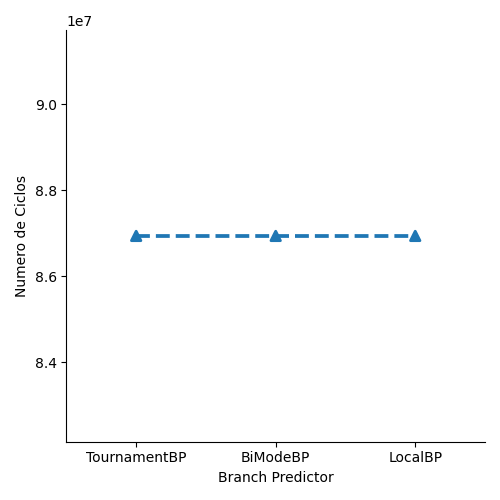 1e7
9.0
8.8
8.6
8.4
Numero de Ciclos
TournamentBP BiModeBP LocalBP
Branch Predictor